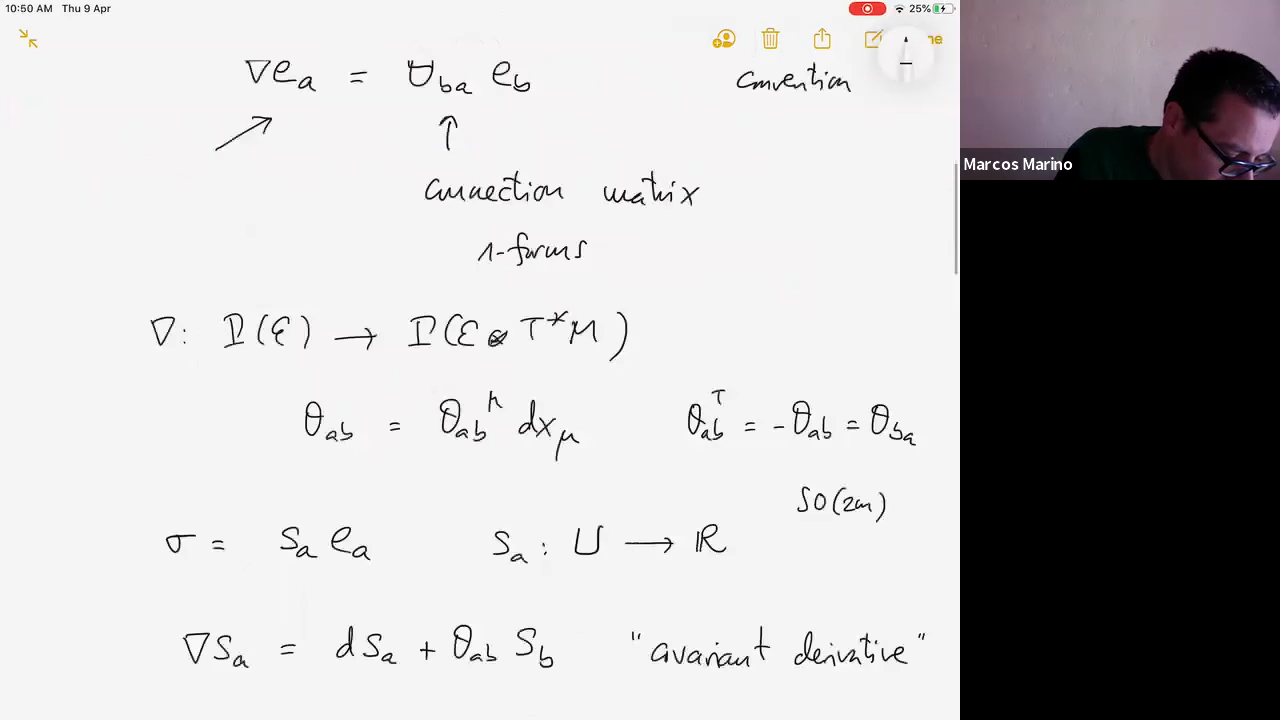 10:50 AM Thu 9 Apr
25%
∇e_a = θ_ba e_b convention
connection matrix
1-forms
∇: Γ(E) → Γ(E ⊗ T*M)
θ_ab = θ_ab^μ dx_μ θ_ab^T = -θ_ab = θ_ba
SO(2m)
σ = s_a e_a s_a : U → ℝ
∇s_a = ds_a + θ_ab s_b "covariant derivative"
Marcos Marino